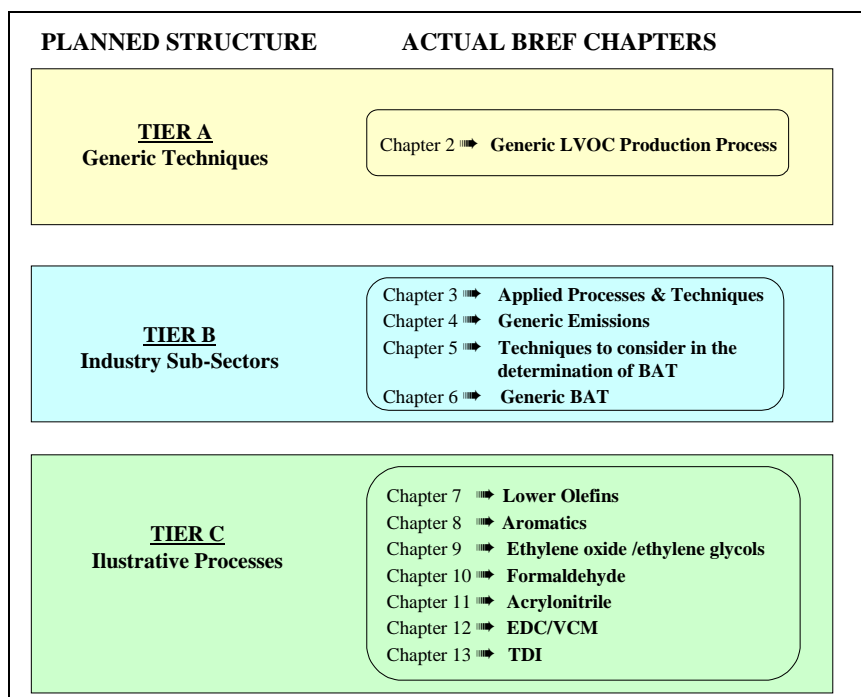 PLANNED STRUCTURE ACTUAL BREF CHAPTERS
TIER A
Generic Techniques
Chapter 2 ➠ Generic LVOC Production Process
TIER B
Industry Sub-Sectors
Chapter 3 ➠ Applied Processes & Techniques
Chapter 4 ➠ Generic Emissions
Chapter 5 ➠ Techniques to consider in the
determination of BAT
Chapter 6 ➠ Generic BAT
TIER C
Ilustrative Processes
Chapter 7 ➠ Lower Olefins
Chapter 8 ➠ Aromatics
Chapter 9 ➠ Ethylene oxide /ethylene glycols
Chapter 10 ➠ Formaldehyde
Chapter 11 ➠ Acrylonitrile
Chapter 12 ➠ EDC/VCM
Chapter 13 ➠ TDI